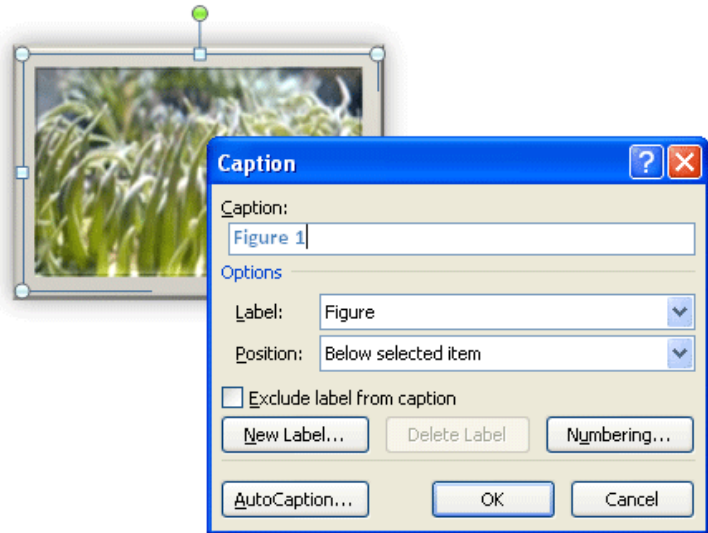 Caption
Caption:
Figure 1
Options
Label: Figure
Position: Below selected item
Exclude label from caption
New Label... Delete Label Numbering...
AutoCaption... OK Cancel